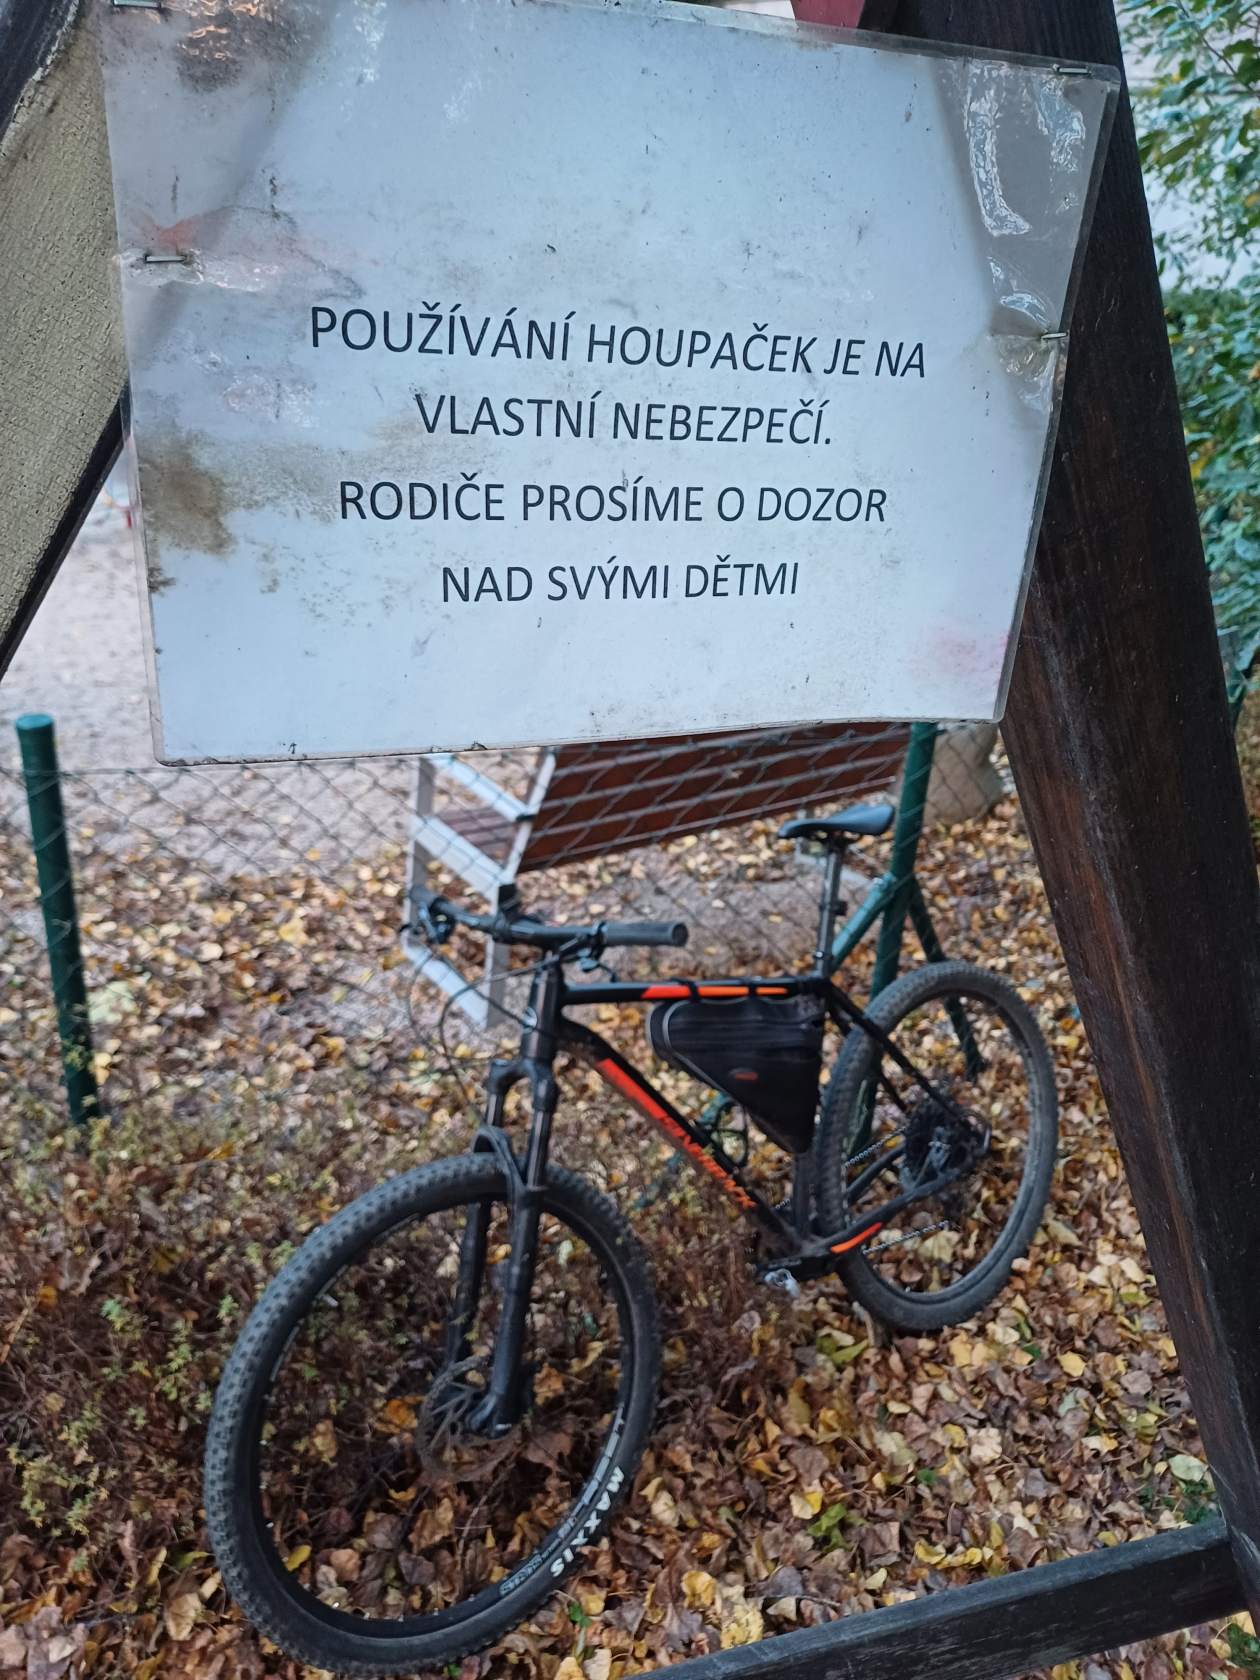 POUŽÍVÁNÍ HOUPAČEK JE NA
VLASTNÍ NEBEZPEČÍ.
RODIČE PROSÍME O DOZOR
NAD SVÝMI DĚTMI
MAXXIS